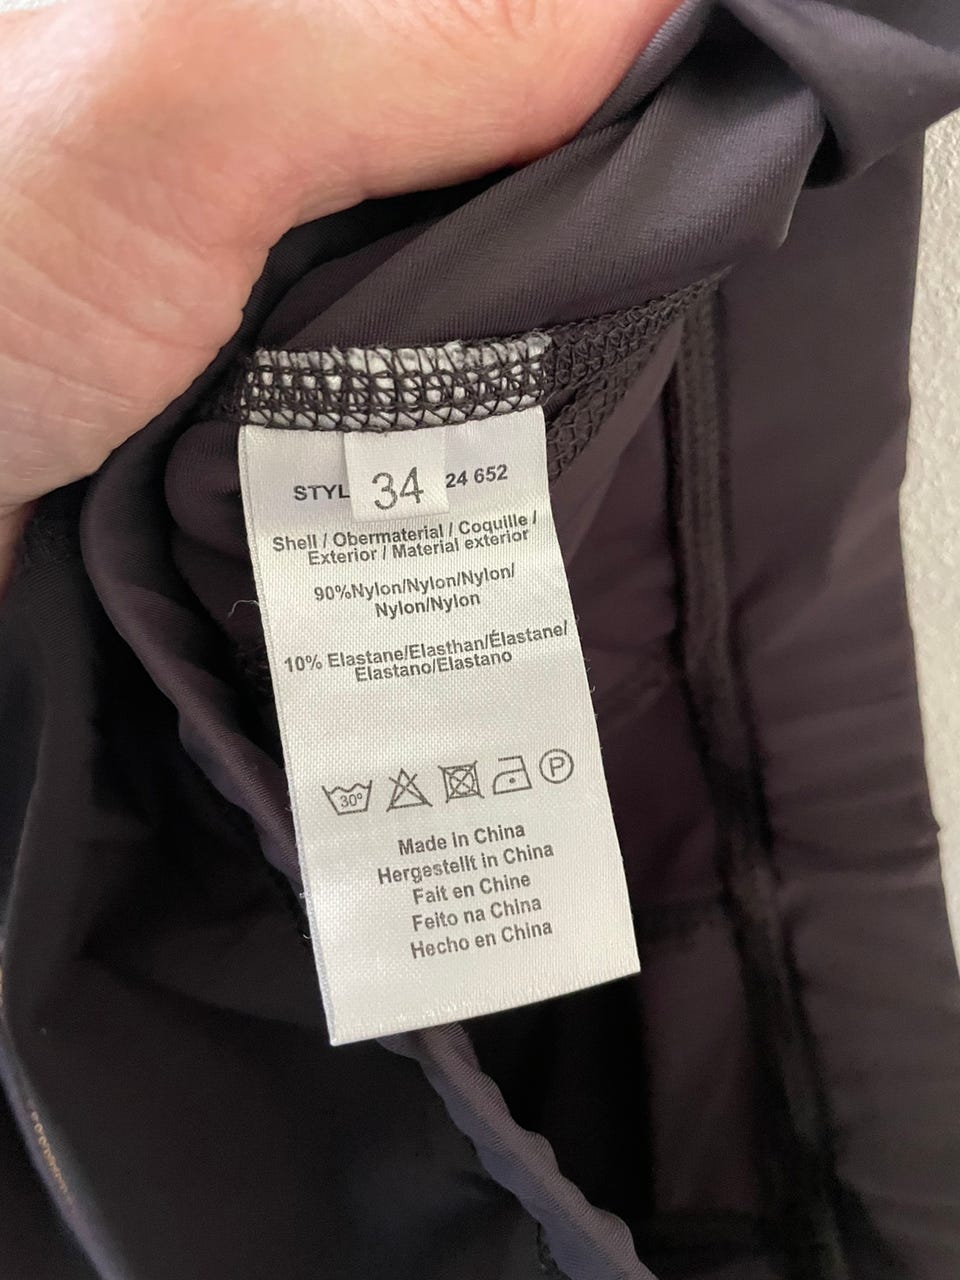 STYL 34 24 652
Shell / Obermaterial / Coquille /
Exterior / Material exterior
90%Nylon/Nylon/Nylon/
Nylon/Nylon
10% Elastane/Elasthan/Élastane/
Elastano/Elastano
30° P
Made in China
Hergestellt in China
Fait en Chine
Feito na China
Hecho en China